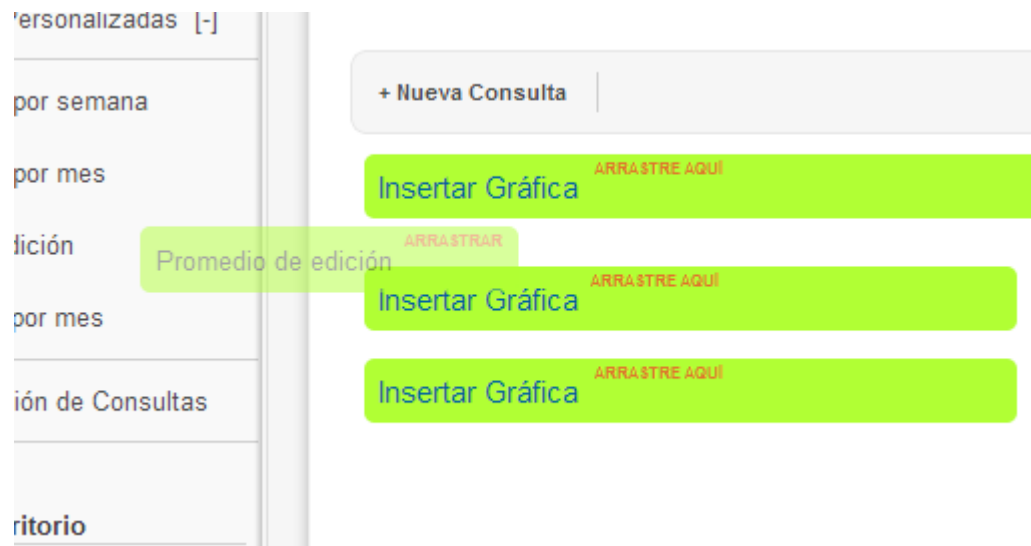 Personalizadas [-]
por semana
por mes
dición
por mes
ión de Consultas
ritorio
+ Nueva Consulta
Insertar Gráfica ARRASTRE AQUÍ
Promedio de edición ARRASTRAR
Insertar Gráfica ARRASTRE AQUÍ
Insertar Gráfica ARRASTRE AQUÍ